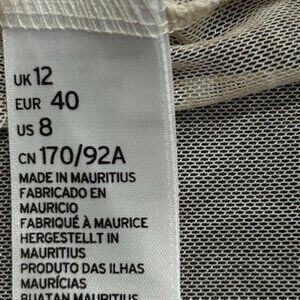 UK 12
EUR 40
US 8
CN 170/92A
MADE IN MAURITIUS
FABRICADO EN
MAURICIO
FABRIQUÉ À MAURICE
HERGESTELLT IN
MAURITIUS
PRODUTO DAS ILHAS
MAURÍCIAS
BUATAN MAURITIUS